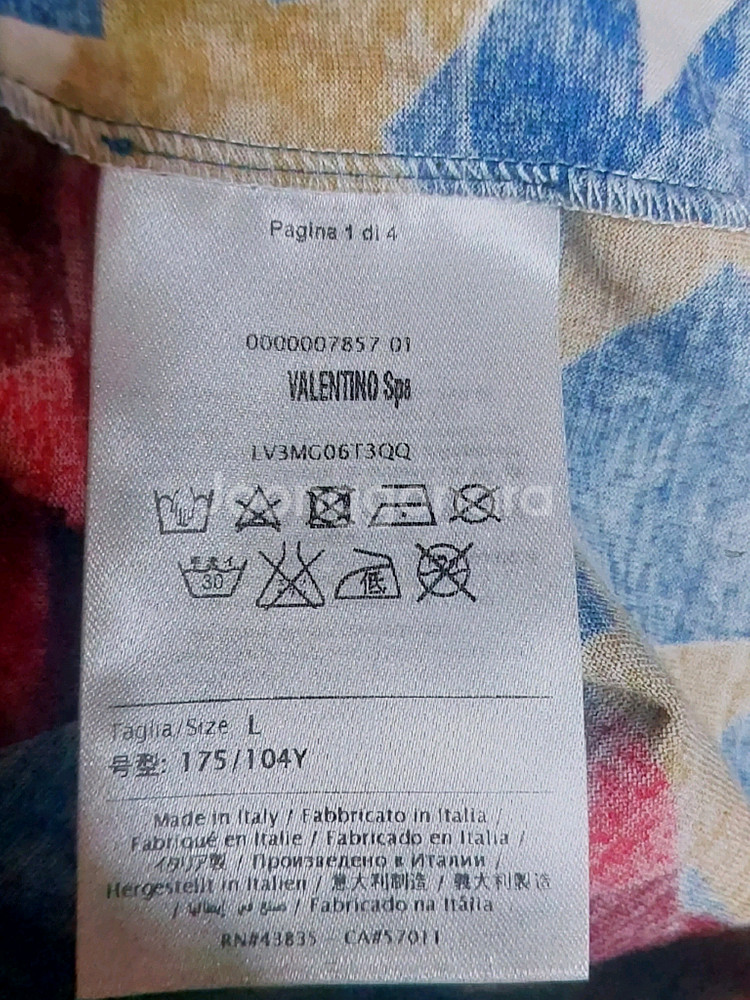 Pagina 1 di 4
0000007857 01
VALENTINO Spa
LV3MG06T3QQ
30
低
Taglia/Size L
号型: 175/104Y
Made in Italy / Fabbricato in Italia /
Fabriqué en Italie / Fabricado en Italia /
イタリア製 / Произведено в Италии /
Hergestellt in Italien / 意大利制造 / 義大利製造
/ صنع في إيطاليا / Fabricado na Itália
RN#43835 - CA#57011